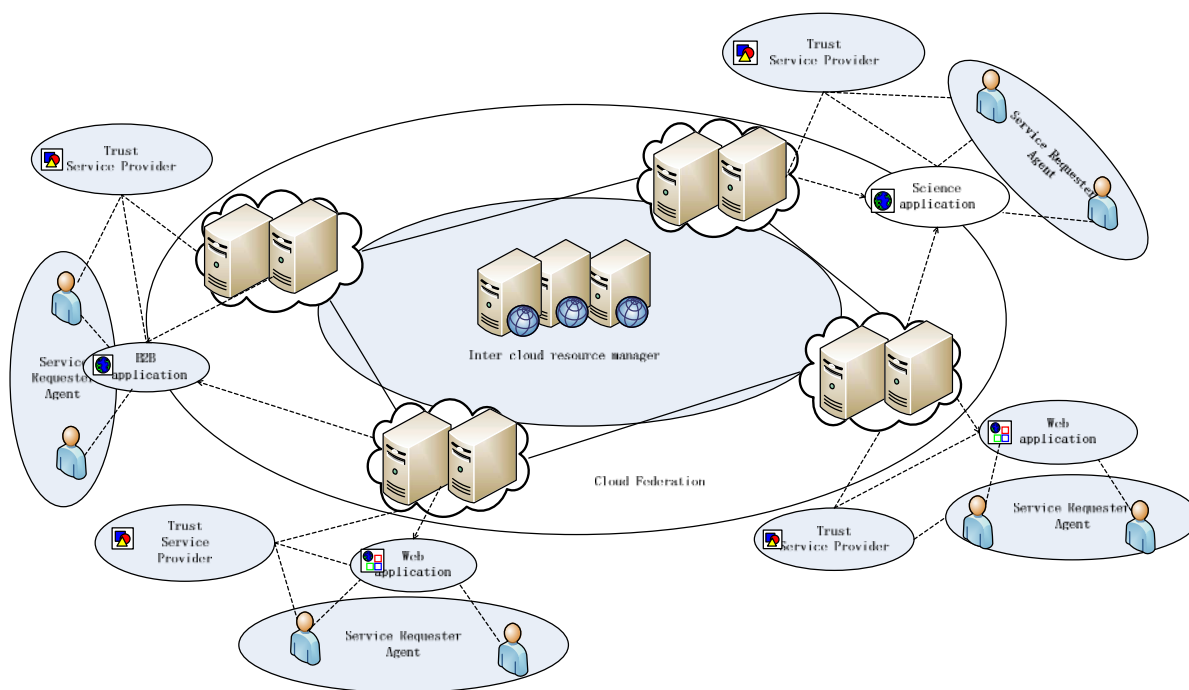 Trust
Service Provider
Service Requester
Agent
Trust
Service Provider
Science
application
Inter cloud resource manager
B2B
application
Service
Requester
Agent
Web
application
Cloud Federation
Service Requester
Agent
Trust
Service
Provider
Trust
Service Provider
Web
application
Service Requester
Agent